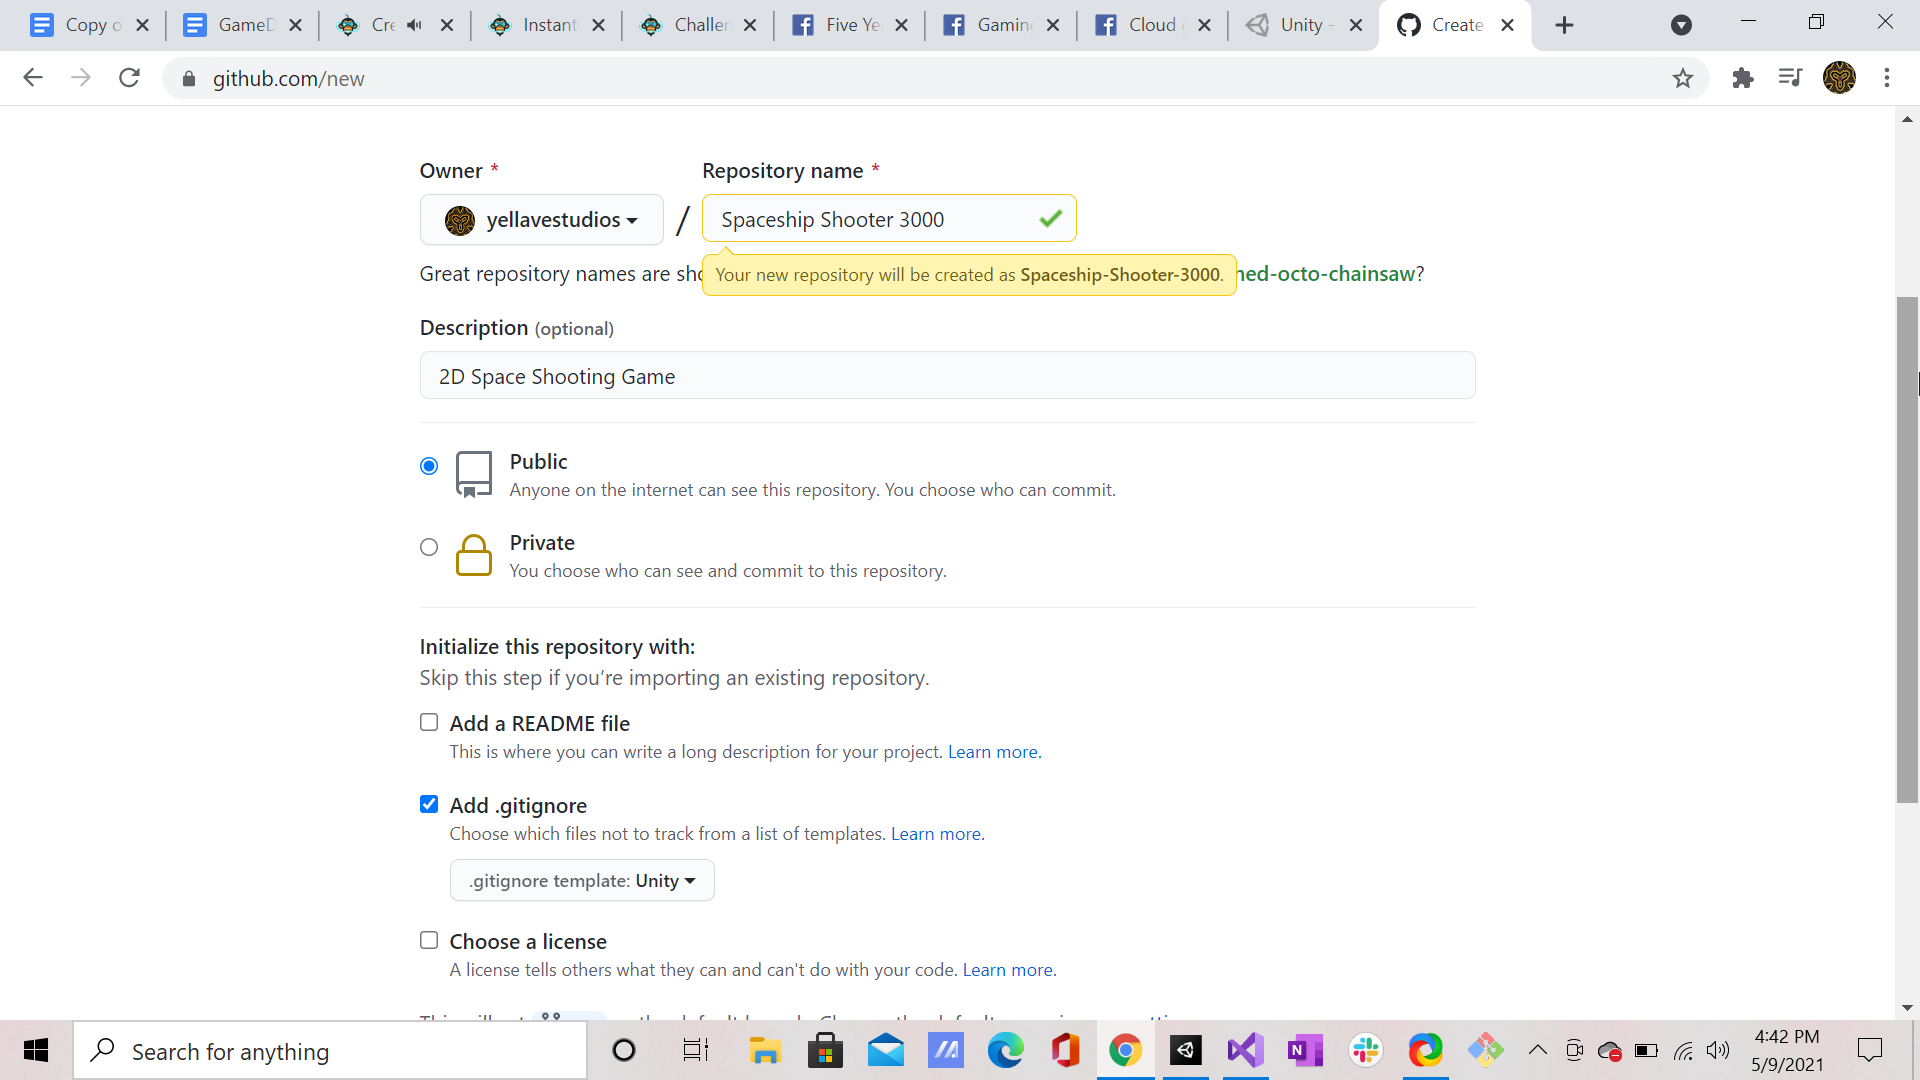 Copy o
GameD
Cre
Instant
Challen
Five Ye
Gaming
Cloud
Unity -
Create
github.com/new
Owner *
Repository name *
yellavestudios
/
Spaceship Shooter 3000
Great repository names are sho
Your new repository will be created as Spaceship-Shooter-3000.
ned-octo-chainsaw?
Description (optional)
2D Space Shooting Game
Public
Anyone on the internet can see this repository. You choose who can commit.
Private
You choose who can see and commit to this repository.
Initialize this repository with:
Skip this step if you’re importing an existing repository.
Add a README file
This is where you can write a long description for your project. Learn more.
Add .gitignore
Choose which files not to track from a list of templates. Learn more.
.gitignore template: Unity
Choose a license
A license tells others what they can and can't do with your code. Learn more.
Search for anything
N
4:42 PM
5/9/2021